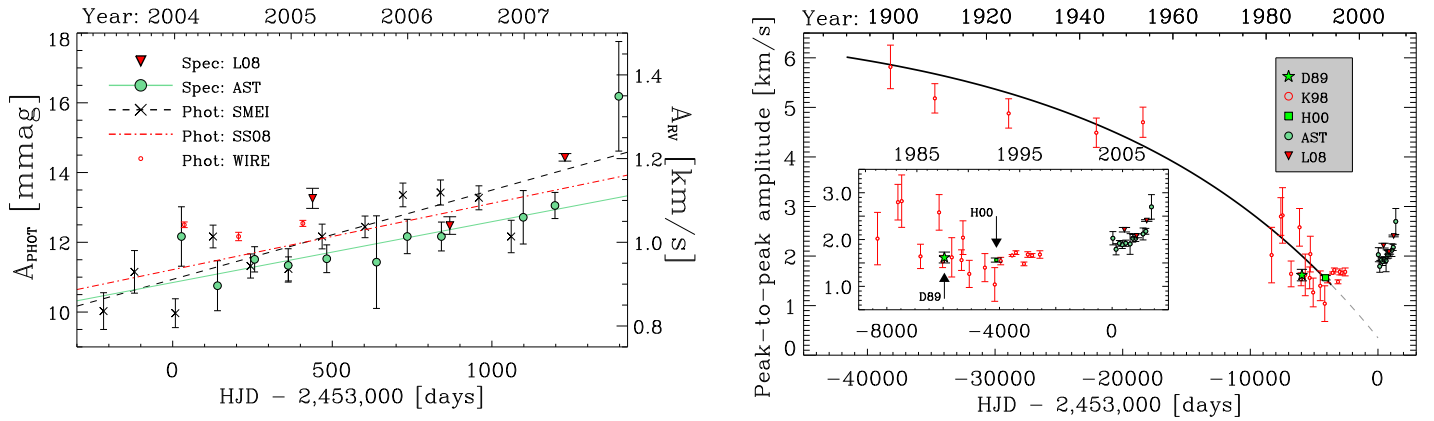 Year: 2004 2005 2006 2007
18
16
14
12
10
A_PHOT [mmag]
Spec: L08
Spec: AST
Phot: SMEI
Phot: SS08
Phot: WIRE
1.4
1.2
1.0
0.8
A_RV [km/s]
0 500 1000
HJD − 2,453,000 [days]
Year: 1900 1920 1940 1960 1980 2000
6
5
4
3
2
1
0
Peak-to-peak amplitude [km/s]
D89
K98
H00
AST
L08
1985 1995 2005
3.0
2.0
1.0
H00
D89
−8000 −4000 0
−40000 −30000 −20000 −10000 0
HJD − 2,453,000 [days]